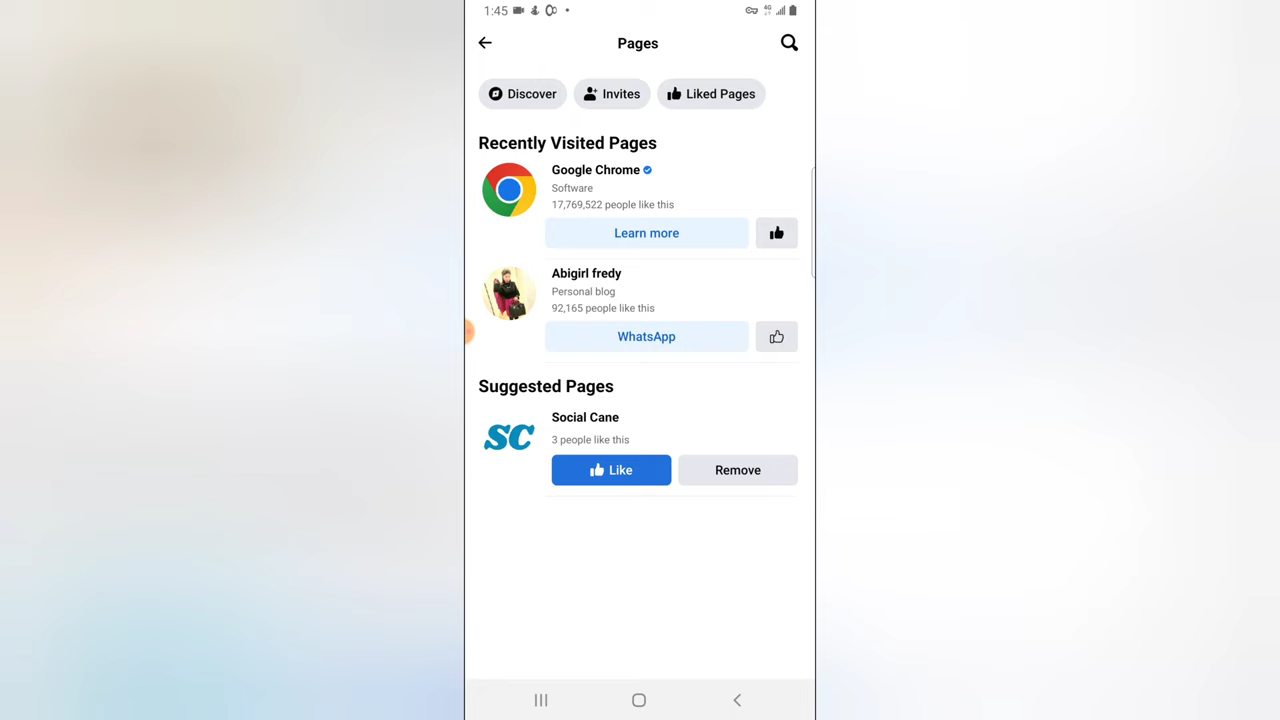 1:45
4G
Pages
Discover
Invites
Liked Pages
Recently Visited Pages
Google Chrome
Software
17,769,522 people like this
Learn more
Abigirl fredy
Personal blog
92,165 people like this
WhatsApp
Suggested Pages
SC
Social Cane
3 people like this
Like
Remove